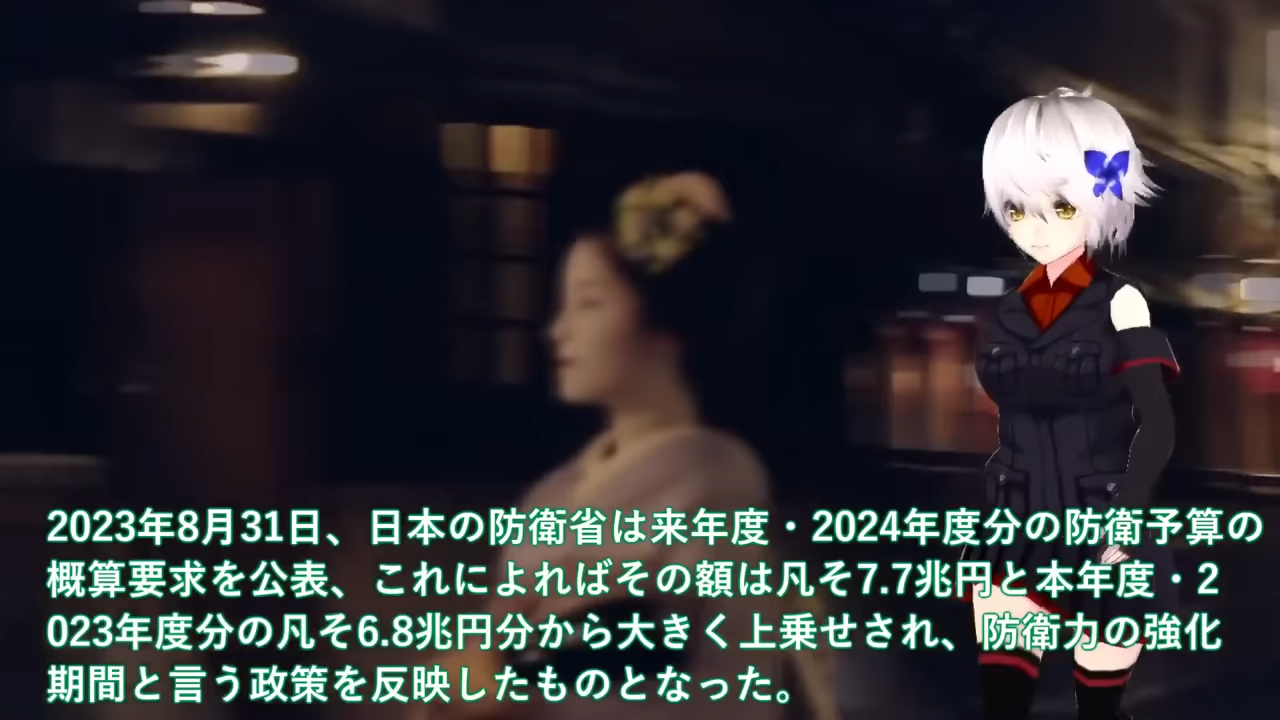 2023年8月31日、日本の防衛省は来年度・2024年度分の防衛予算の
概算要求を公表、これによればその額は凡そ7.7兆円と本年度・2
023年度分の凡そ6.8兆円分から大きく上乗せされ、防衛力の強化
期間と言う政策を反映したものとなった。